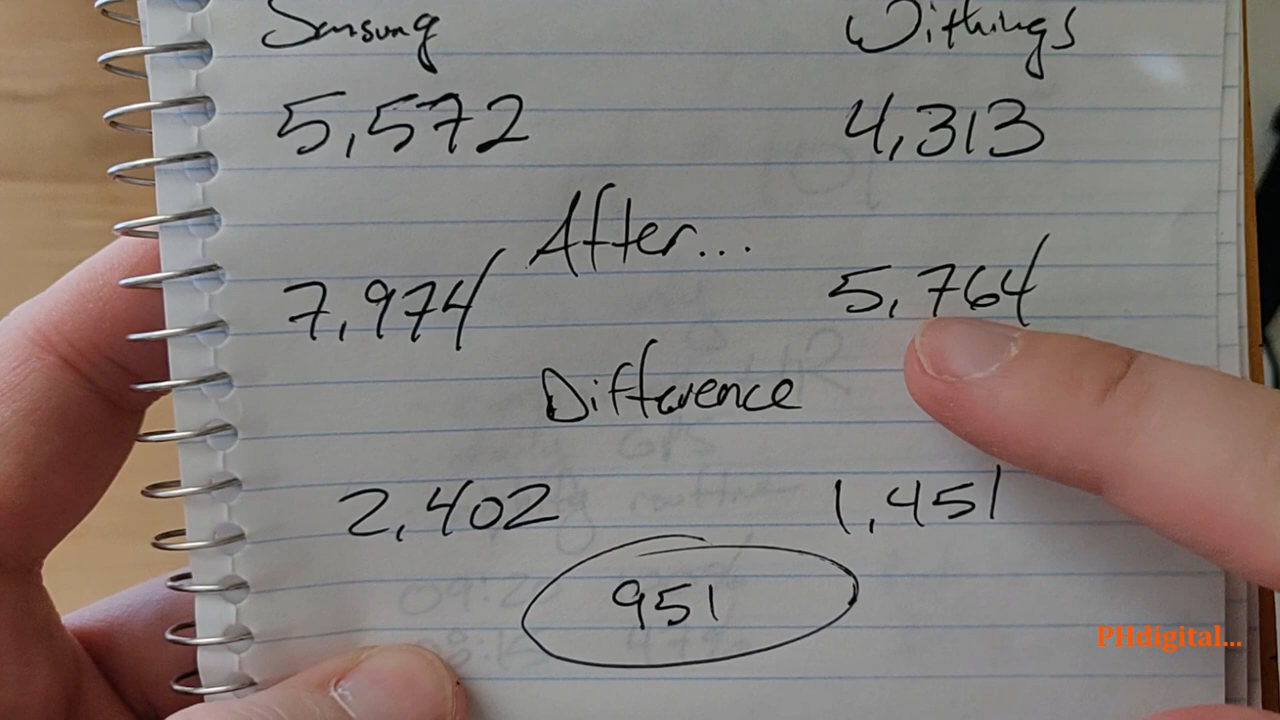 Samsung Withings
5,572 4,313
After...
7,974 5,764
Difference
2,402 1,451
951
PHdigital...